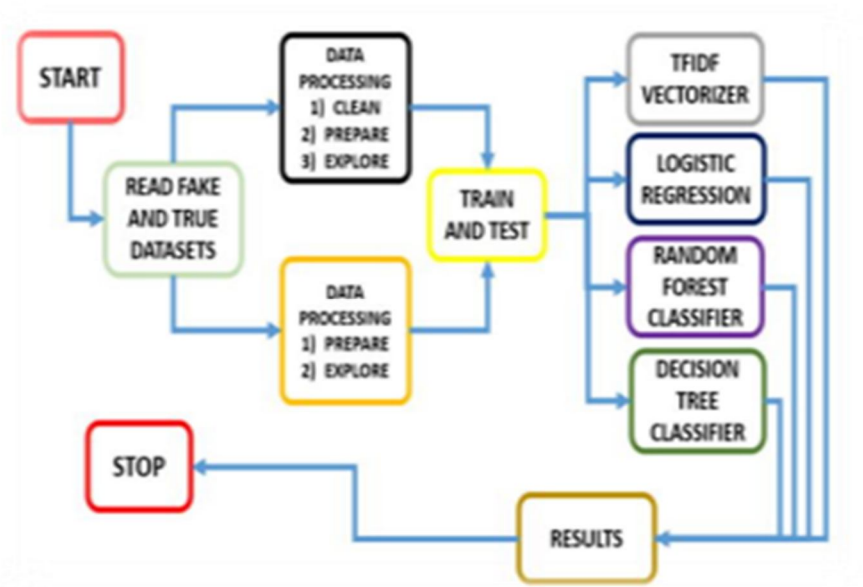 START
READ FAKE
AND TRUE
DATASETS
DATA
PROCESSING
1) CLEAN
2) PREPARE
3) EXPLORE
DATA
PROCESSING
1) PREPARE
2) EXPLORE
TRAIN
AND TEST
TFIDF
VECTORIZER
LOGISTIC
REGRESSION
RANDOM
FOREST
CLASSIFIER
DECISION
TREE
CLASSIFIER
RESULTS
STOP